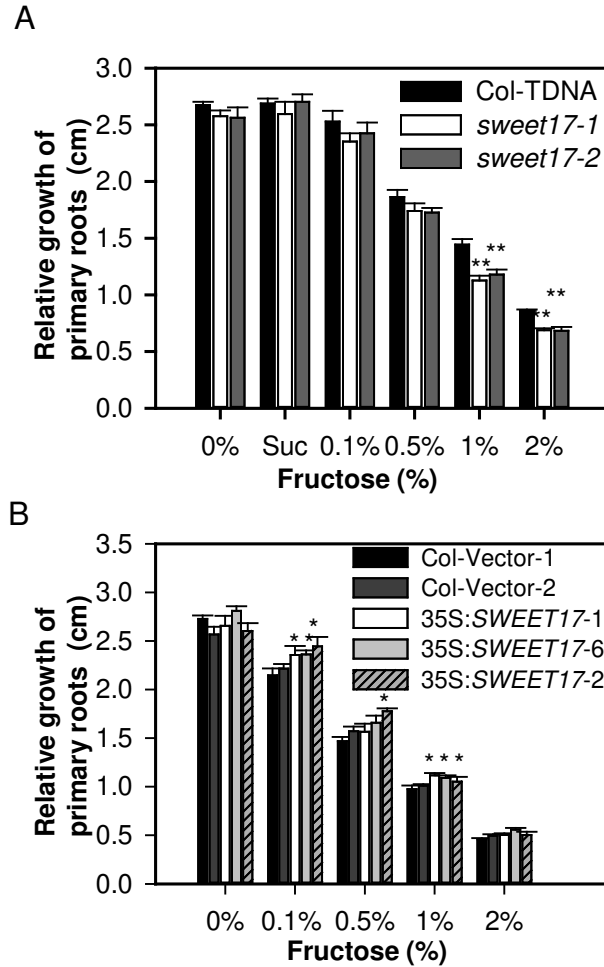 A
3.0
2.5
2.0
1.5
1.0
0.5
0.0
Relative growth of
primary roots (cm)
Col-TDNA
sweet17-1
sweet17-2
**
**
**
**
0% Suc 0.1% 0.5% 1% 2%
Fructose (%)
B
3.5
3.0
2.5
2.0
1.5
1.0
0.5
0.0
Relative growth of
primary roots (cm)
Col-Vector-1
Col-Vector-2
35S:SWEET17-1
35S:SWEET17-6
35S:SWEET17-2
*
* *
*
* * *
0% 0.1% 0.5% 1% 2%
Fructose (%)